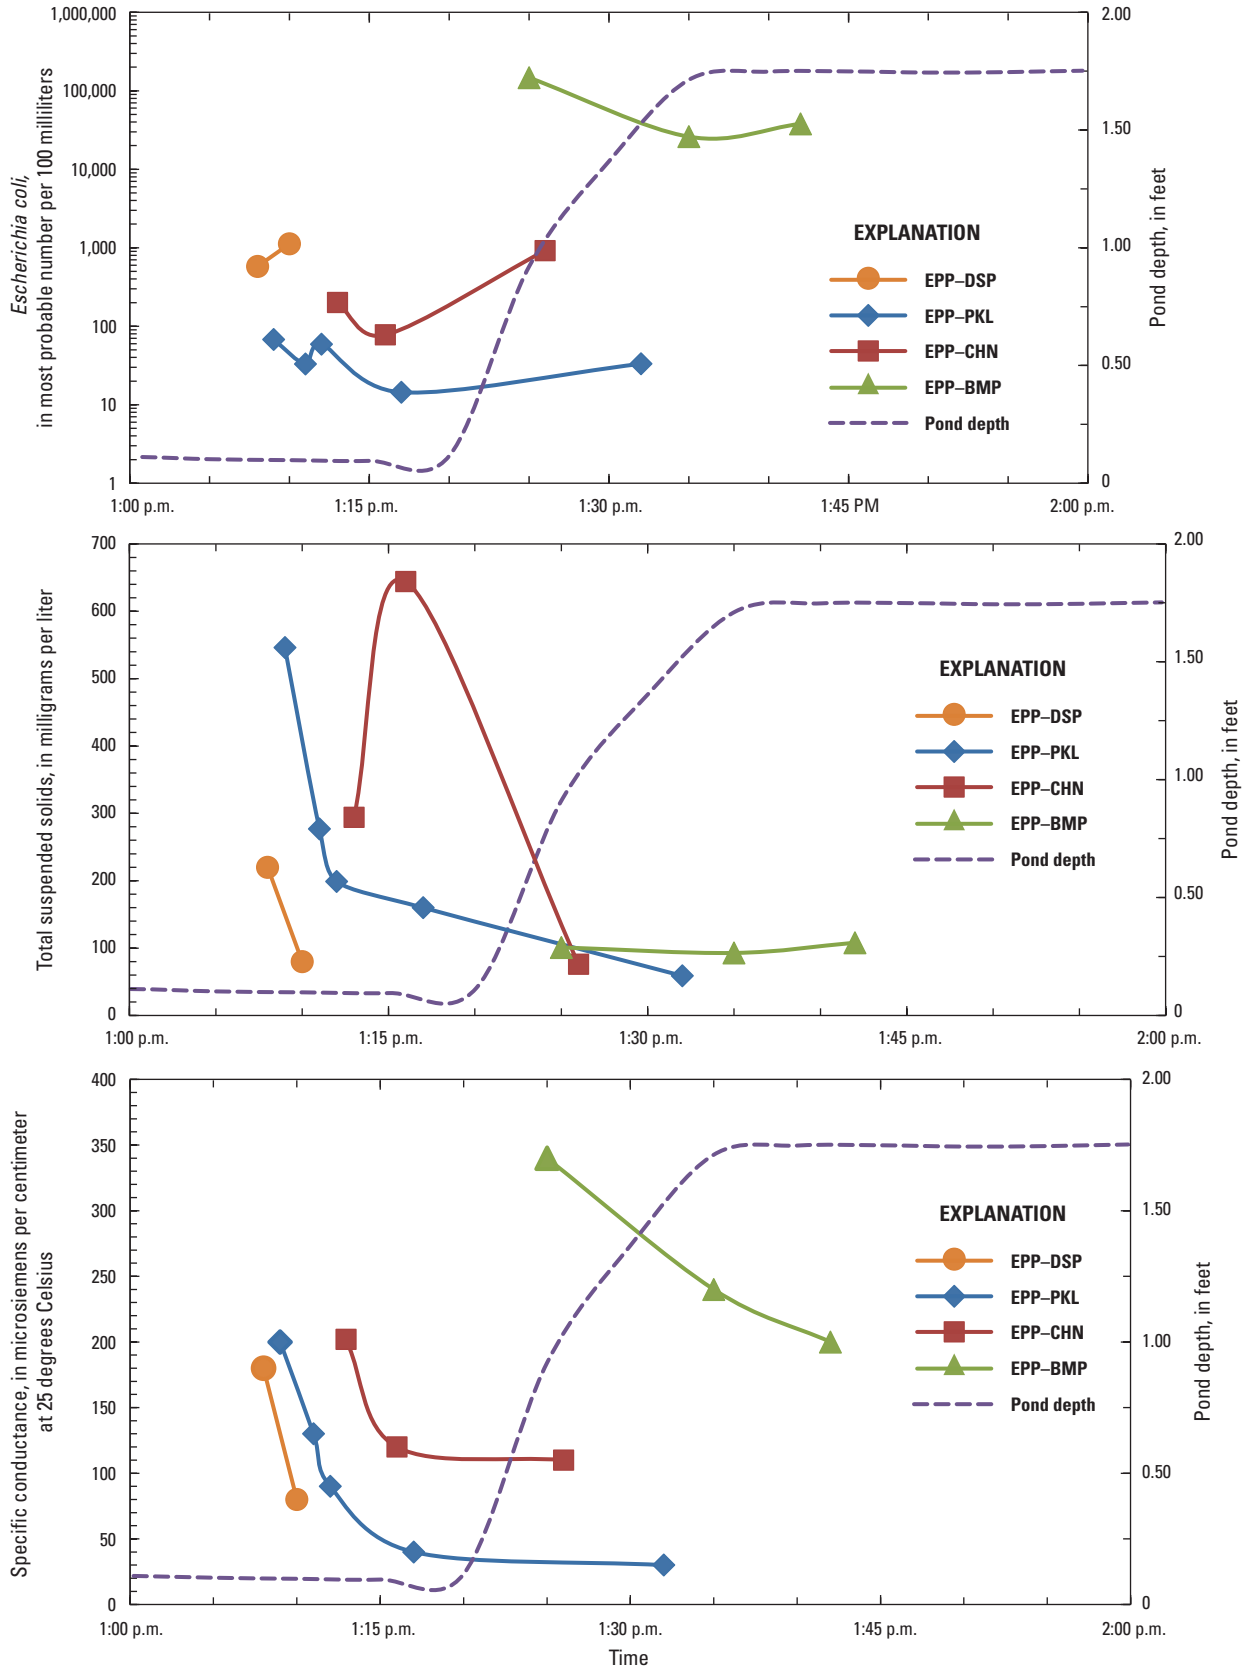 1,000,000
100,000
10,000
1,000
100
10
1
Escherichia coli,
in most probable number per 100 milliliters
2.00
1.50
1.00
0.50
0
Pond depth, in feet
EXPLANATION
EPP–DSP
EPP–PKL
EPP–CHN
EPP–BMP
Pond depth
1:00 p.m.
1:15 p.m.
1:30 p.m.
1:45 PM
2:00 p.m.
700
600
500
400
300
200
100
0
Total suspended solids, in milligrams per liter
2.00
1.50
1.00
0.50
0
Pond depth, in feet
EXPLANATION
EPP–DSP
EPP–PKL
EPP–CHN
EPP–BMP
Pond depth
1:00 p.m.
1:15 p.m.
1:30 p.m.
1:45 p.m.
2:00 p.m.
400
350
300
250
200
150
100
50
0
Specific conductance, in microsiemens per centimeter
at 25 degrees Celsius
2.00
1.50
1.00
0.50
0
Pond depth, in feet
EXPLANATION
EPP–DSP
EPP–PKL
EPP–CHN
EPP–BMP
Pond depth
1:00 p.m.
1:15 p.m.
1:30 p.m.
1:45 p.m.
2:00 p.m.
Time